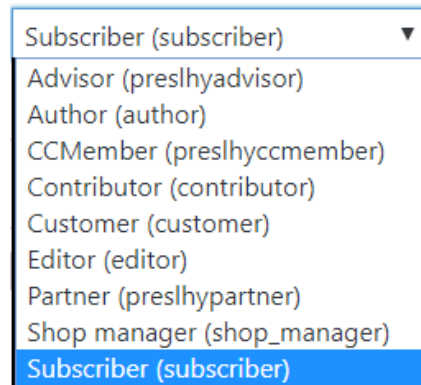 Subscriber (subscriber)
Advisor (preslhyadvisor)
Author (author)
CCMember (preslhyccmember)
Contributor (contributor)
Customer (customer)
Editor (editor)
Partner (preslhypartner)
Shop manager (shop_manager)
Subscriber (subscriber)